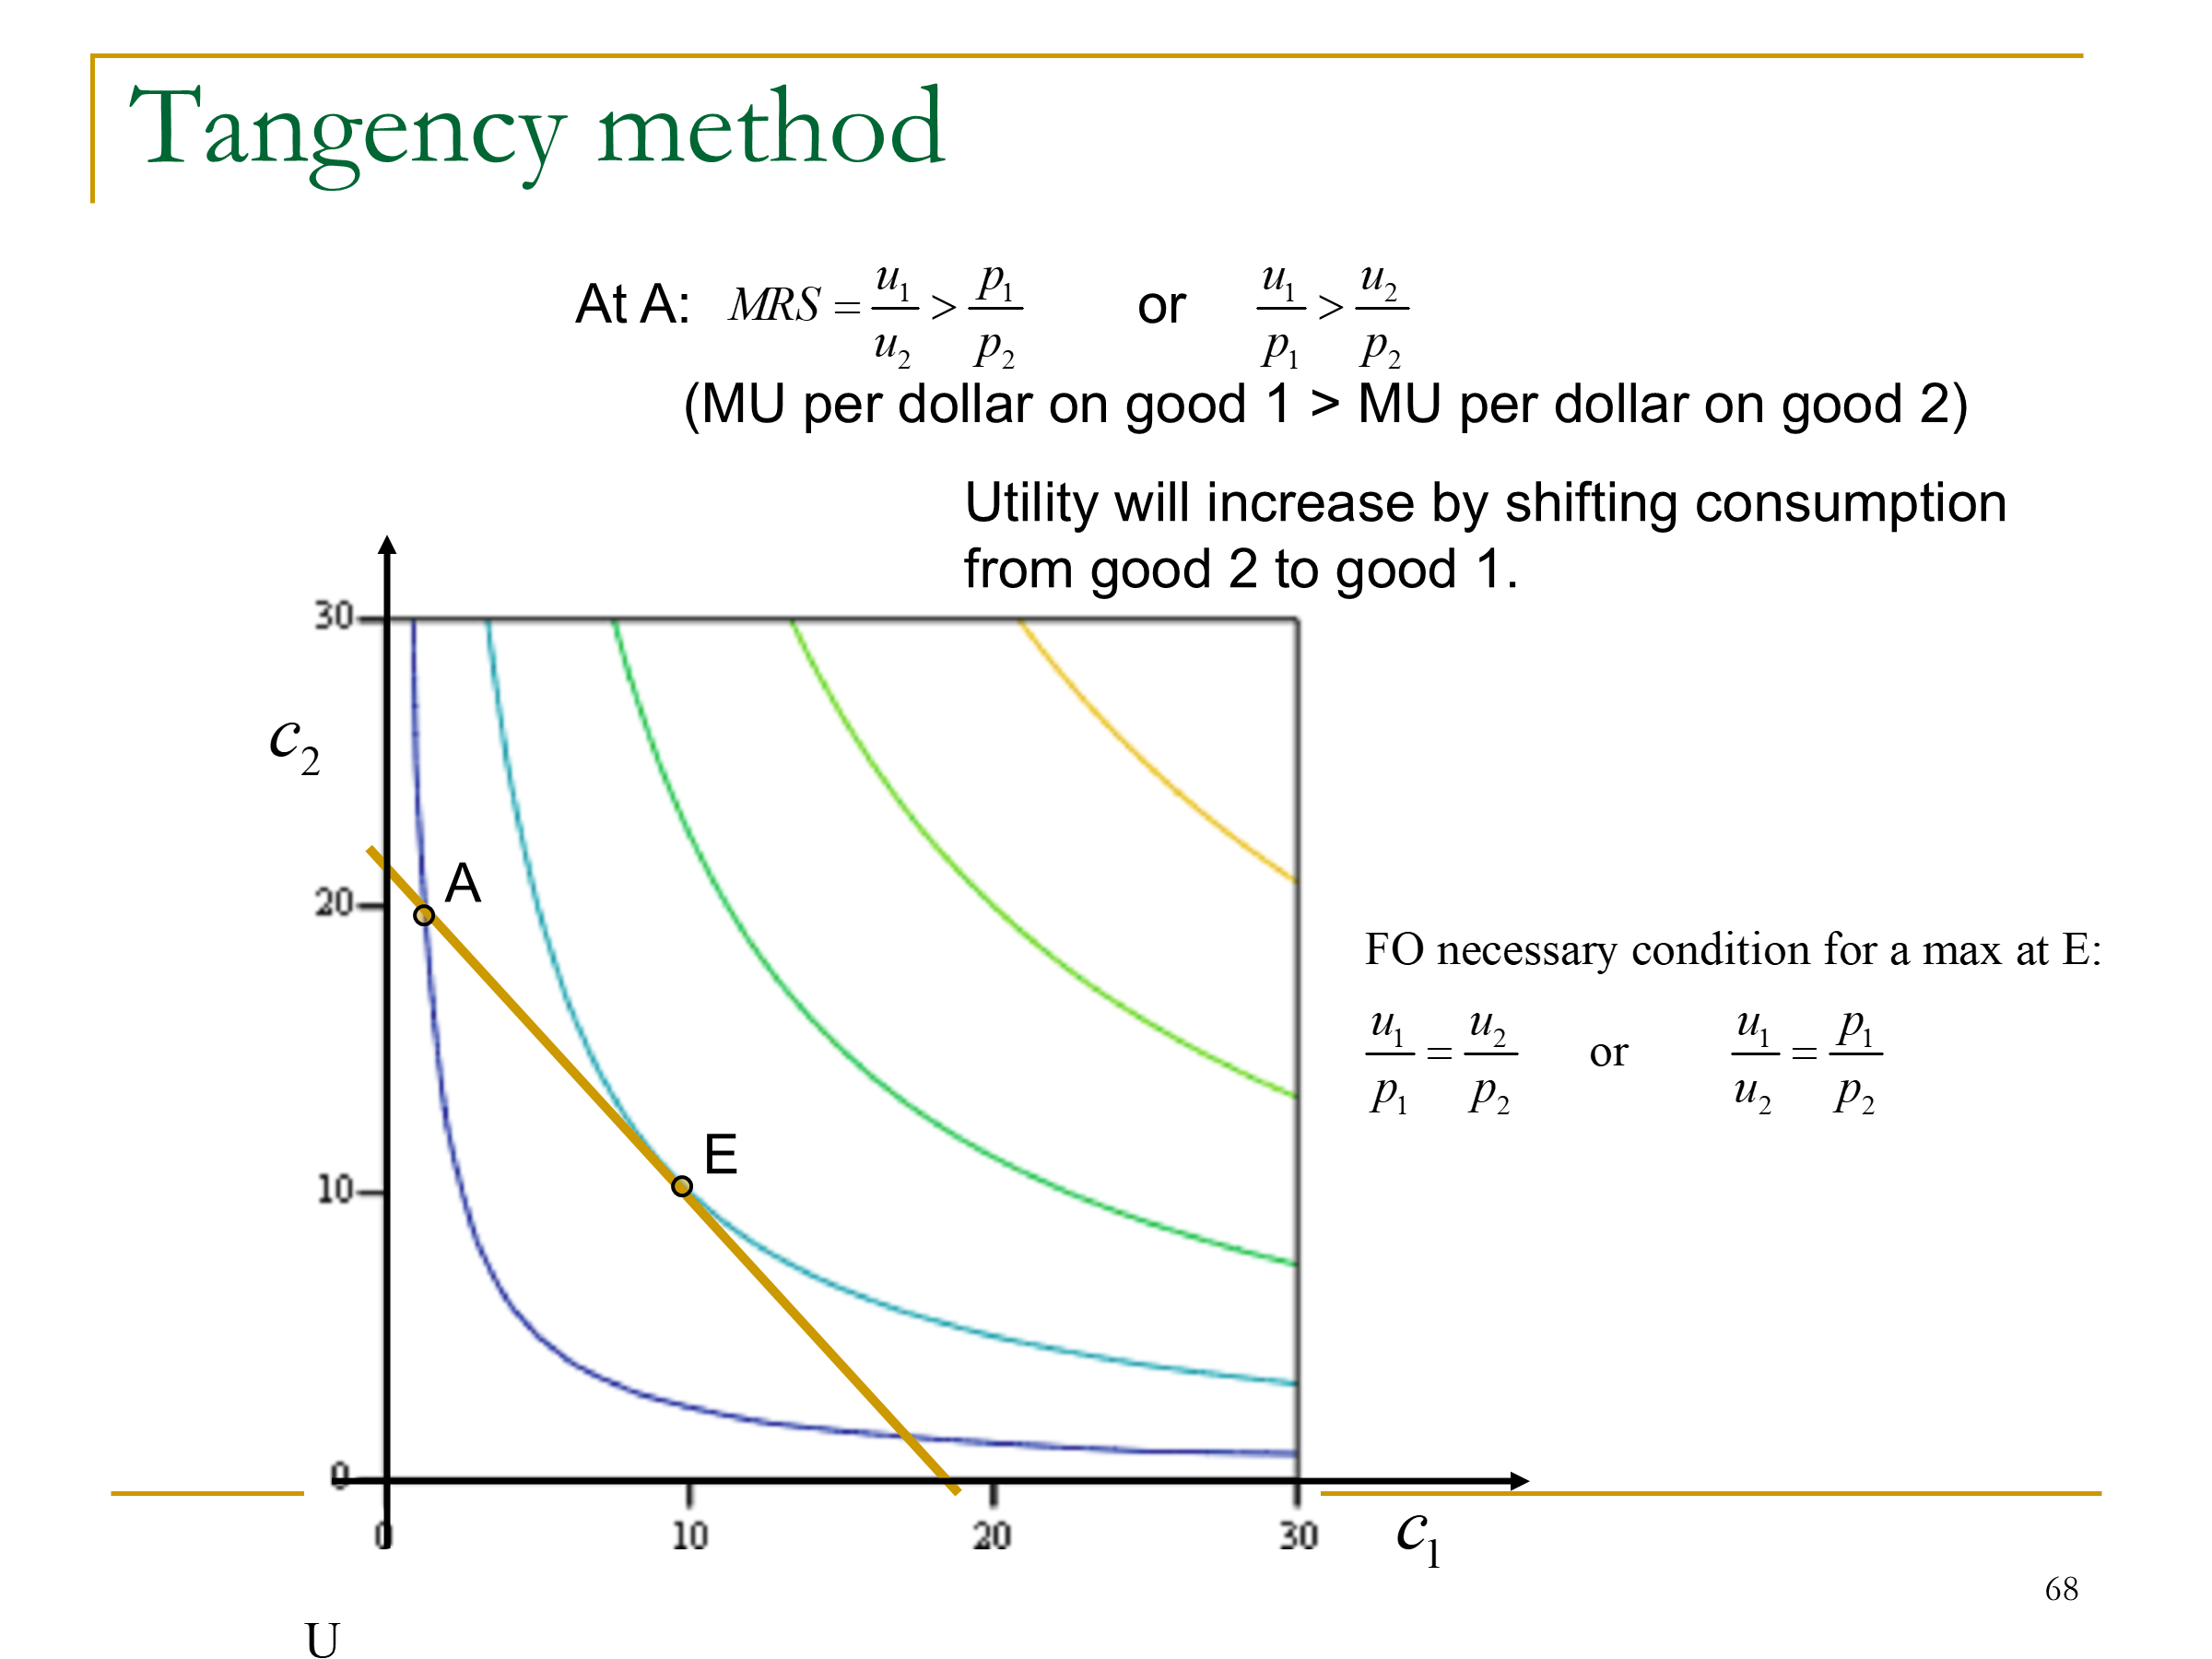 Tangency method
At A: MRS = u₁/u₂ > p₁/p₂ or u₁/p₁ > u₂/p₂
(MU per dollar on good 1 > MU per dollar on good 2)
Utility will increase by shifting consumption
from good 2 to good 1.
30
c₂
20
A
FO necessary condition for a max at E:
u₁/p₁ = u₂/p₂ or u₁/u₂ = p₁/p₂
E
10
0
0 10 20 30 c₁
68
U